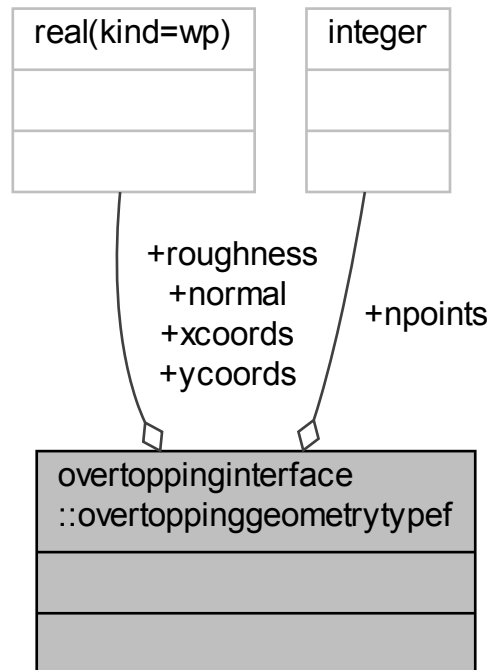 real(kind=wp)
integer
+roughness
+normal
+xcoords
+ycoords
+npoints
overtoppinginterface
::overtoppinggeometrytypef